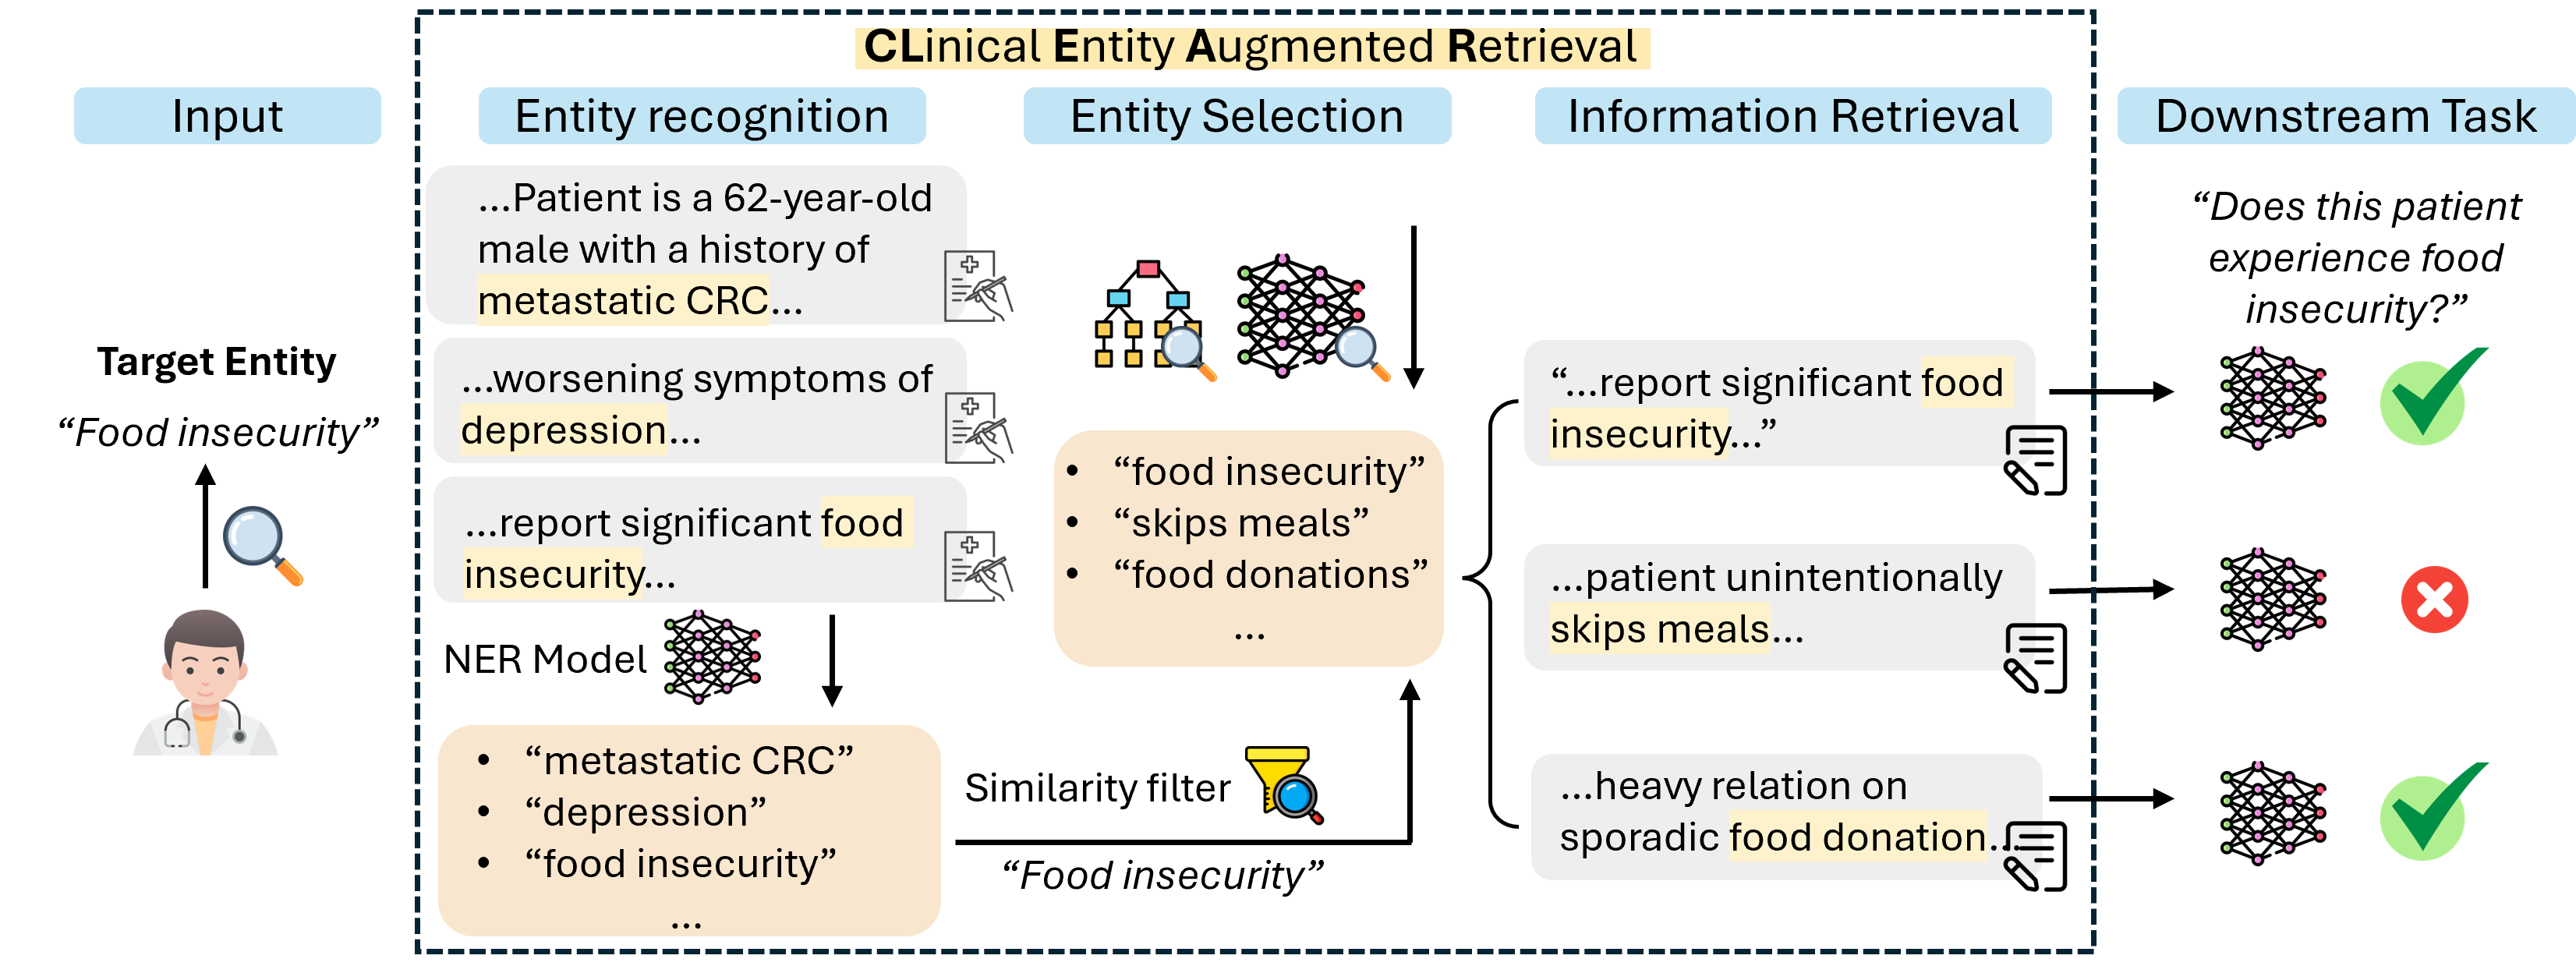 CLinical Entity Augmented Retrieval
Input
Entity recognition
Entity Selection
Information Retrieval
Downstream Task
Target Entity
“Food insecurity”
...Patient is a 62-year-old
male with a history of
metastatic CRC...
...worsening symptoms of
depression...
...report significant food
insecurity...
NER Model
• “metastatic CRC”
• “depression”
• “food insecurity”
...
Similarity filter
“Food insecurity”
• “food insecurity”
• “skips meals”
• “food donations”
...
“...report significant food
insecurity...”
...patient unintentionally
skips meals...
...heavy relation on
sporadic food donation...
“Does this patient
experience food
insecurity?”